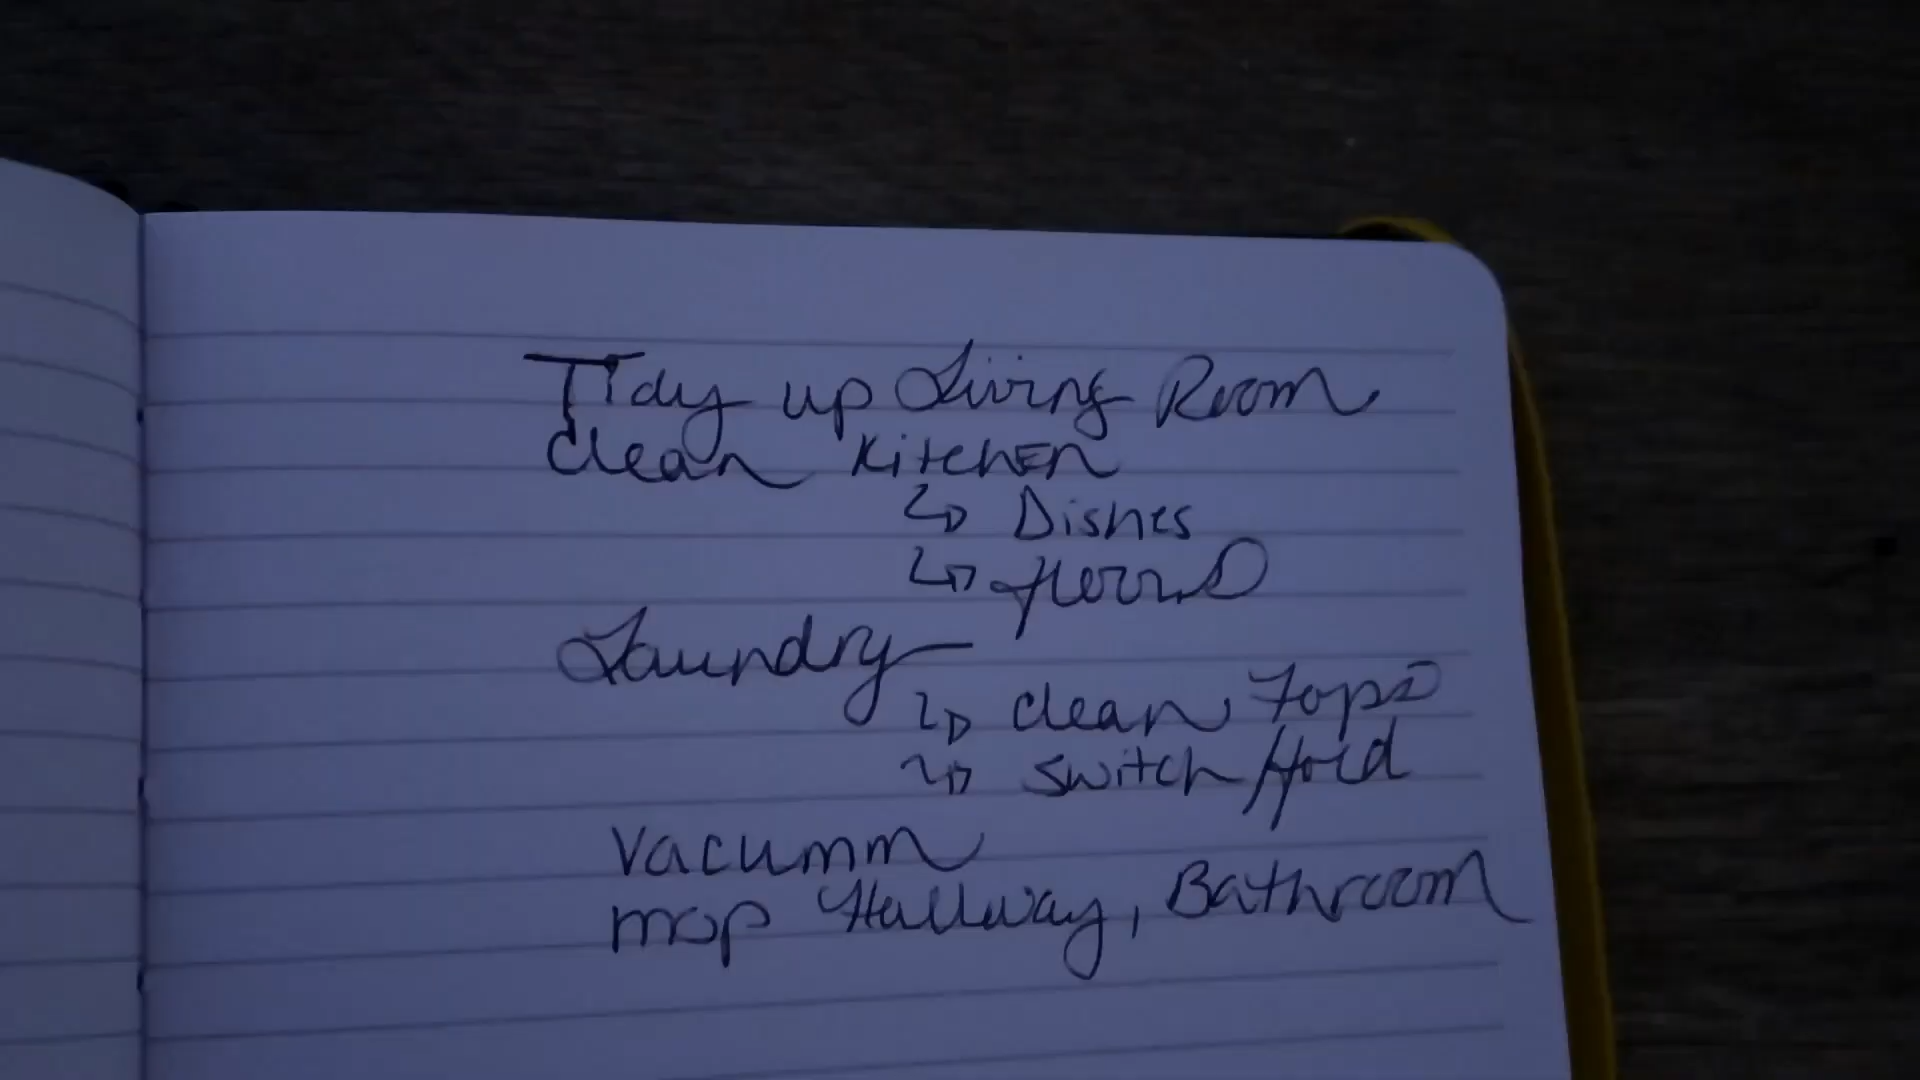 Tidy up Living Room
clean Kitchen
↳ Dishes
↳ floors
Laundry
↳ clean Tops
↳ switch/fold
Vacumm
mop Hallway, Bathroom